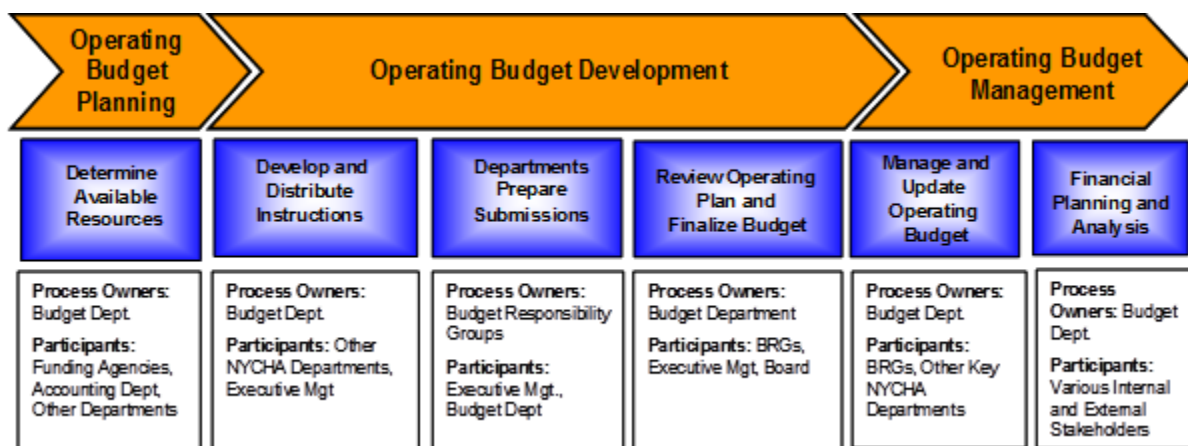 Operating
Budget
Planning
Operating Budget Development
Operating Budget
Management
Determine
Available
Resources
Develop and
Distribute
Instructions
Departments
Prepare
Submissions
Review Operating
Plan and
Finalize Budget
Manage and
Update
Operating
Budget
Financial
Planning and
Analysis
Process Owners:
Budget Dept.
Participants:
Funding Agencies,
Accounting Dept,
Other Departments
Process Owners:
Budget Dept.
Participants: Other
NYCHA Departments,
Executive Mgt
Process Owners:
Budget Responsibility
Groups
Participants:
Executive Mgt.,
Budget Dept
Process Owners:
Budget Department
Participants: BRGs,
Executive Mgt, Board
Process Owners:
Budget Dept.
Participants:
BRGs, Other Key
NYCHA
Departments
Process
Owners: Budget
Dept.
Participants:
Various Internal
and External
Stakeholders